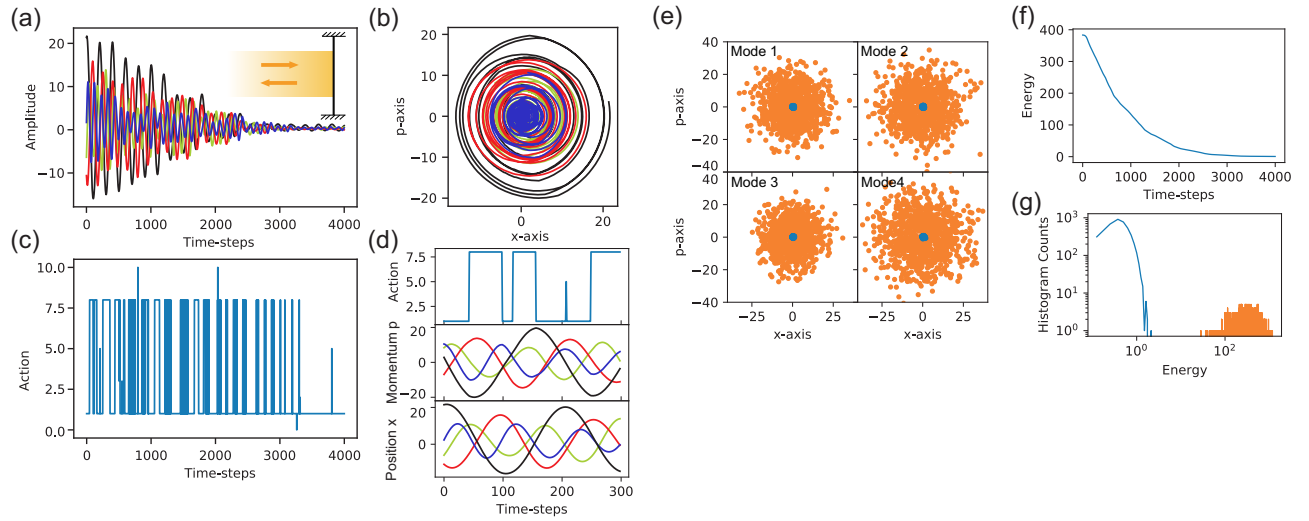 (a)
20
10
0
−10
Amplitude
0
1000
2000
3000
4000
Time-steps
(b)
20
10
0
−10
−20
p-axis
0
20
x-axis
(c)
10.0
7.5
5.0
2.5
0.0
Action
0
1000
2000
3000
4000
Time-steps
(d)
7.5
5.0
2.5
Action
20
0
−20
Momentum p
20
0
Position x
0
100
200
300
Time-steps
(e)
Mode 1
Mode 2
40
20
0
−20
−40
p-axis
Mode 3
Mode4
20
0
−20
−40
p-axis
−25
0
25
−25
0
25
x-axis
x-axis
(f)
400
300
200
100
0
Energy
0
1000
2000
3000
4000
Time-steps
(g)
10³
10²
10¹
10⁰
Histogram Counts
10⁰
10²
Energy